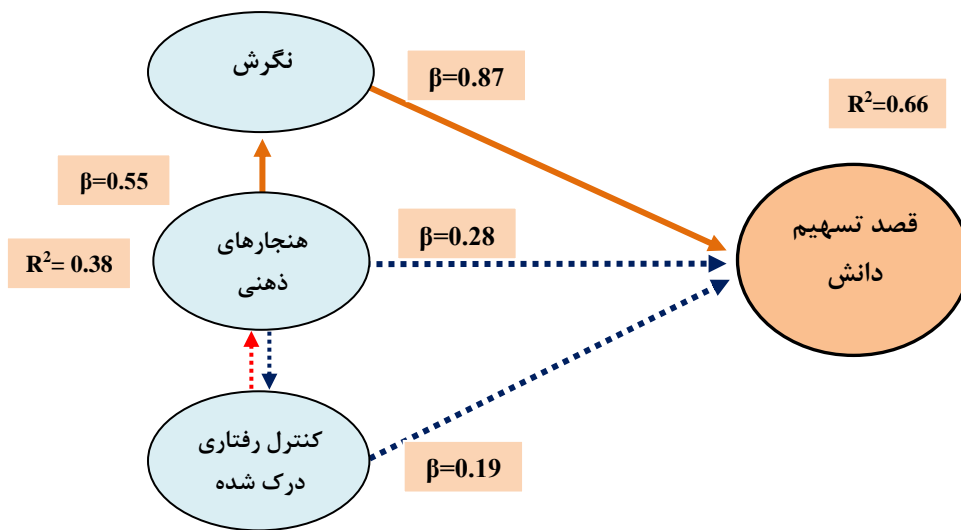 نگرش
β=0.87
R²=0.66
β=0.55
هنجارهای
ذهنی
β=0.28
قصد تسهیم
دانش
R²= 0.38
کنترل رفتاری
درک شده
β=0.19